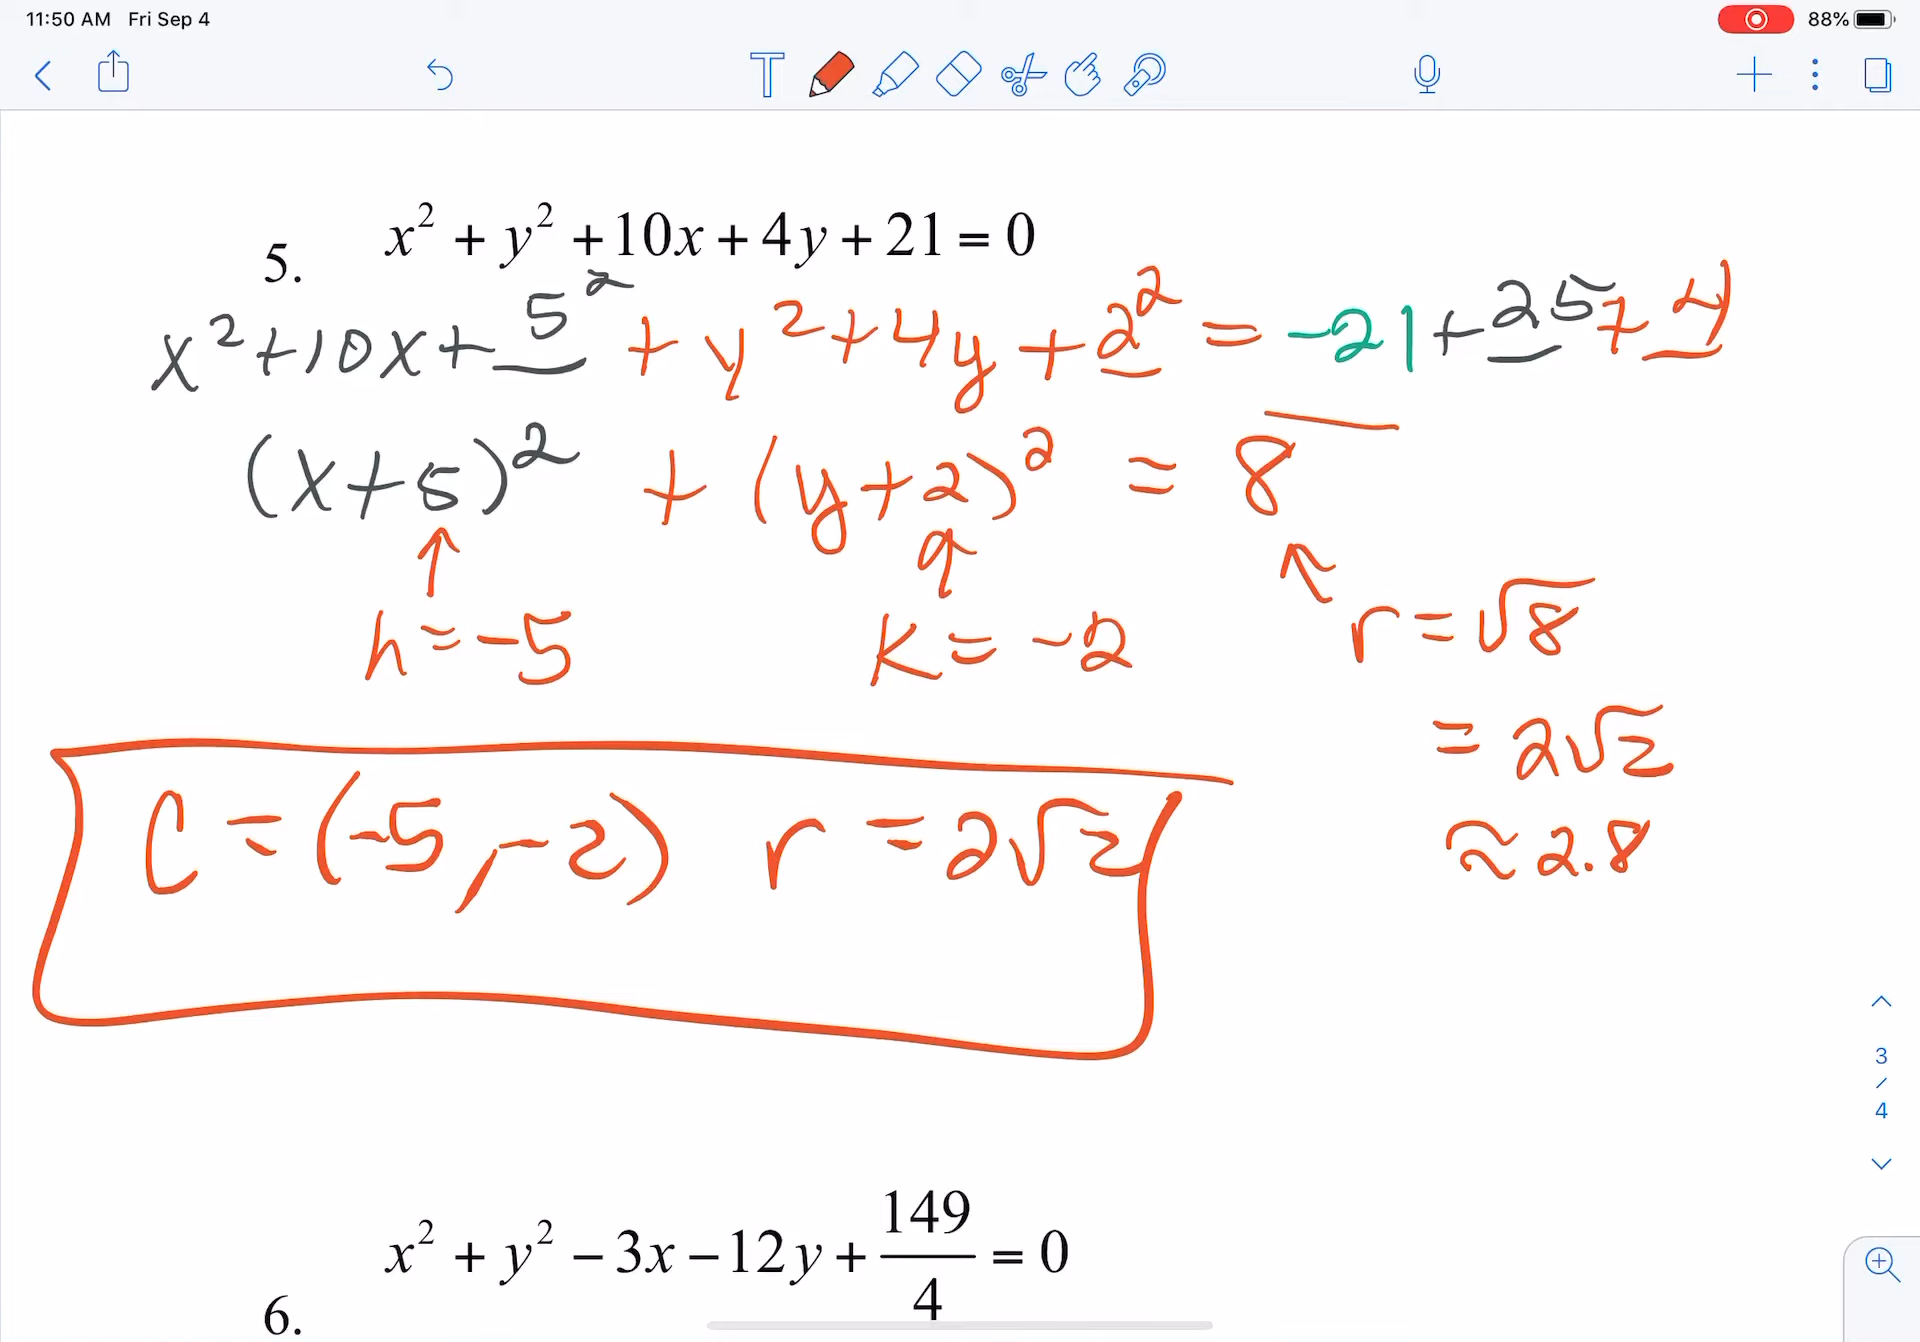 11:50 AM Fri Sep 4 88%
T
5. x² + y² + 10x + 4y + 21 = 0
x² + 10x + 5² + y² + 4y + 2² = -21 + 25 + 4
(x+5)² + (y+2)² = 8
h = -5 K = -2 r = √8
= 2√2
≈ 2.8
C = (-5, -2) r = 2√2
3
/
4
6. x² + y² − 3x − 12y + 149/4 = 0